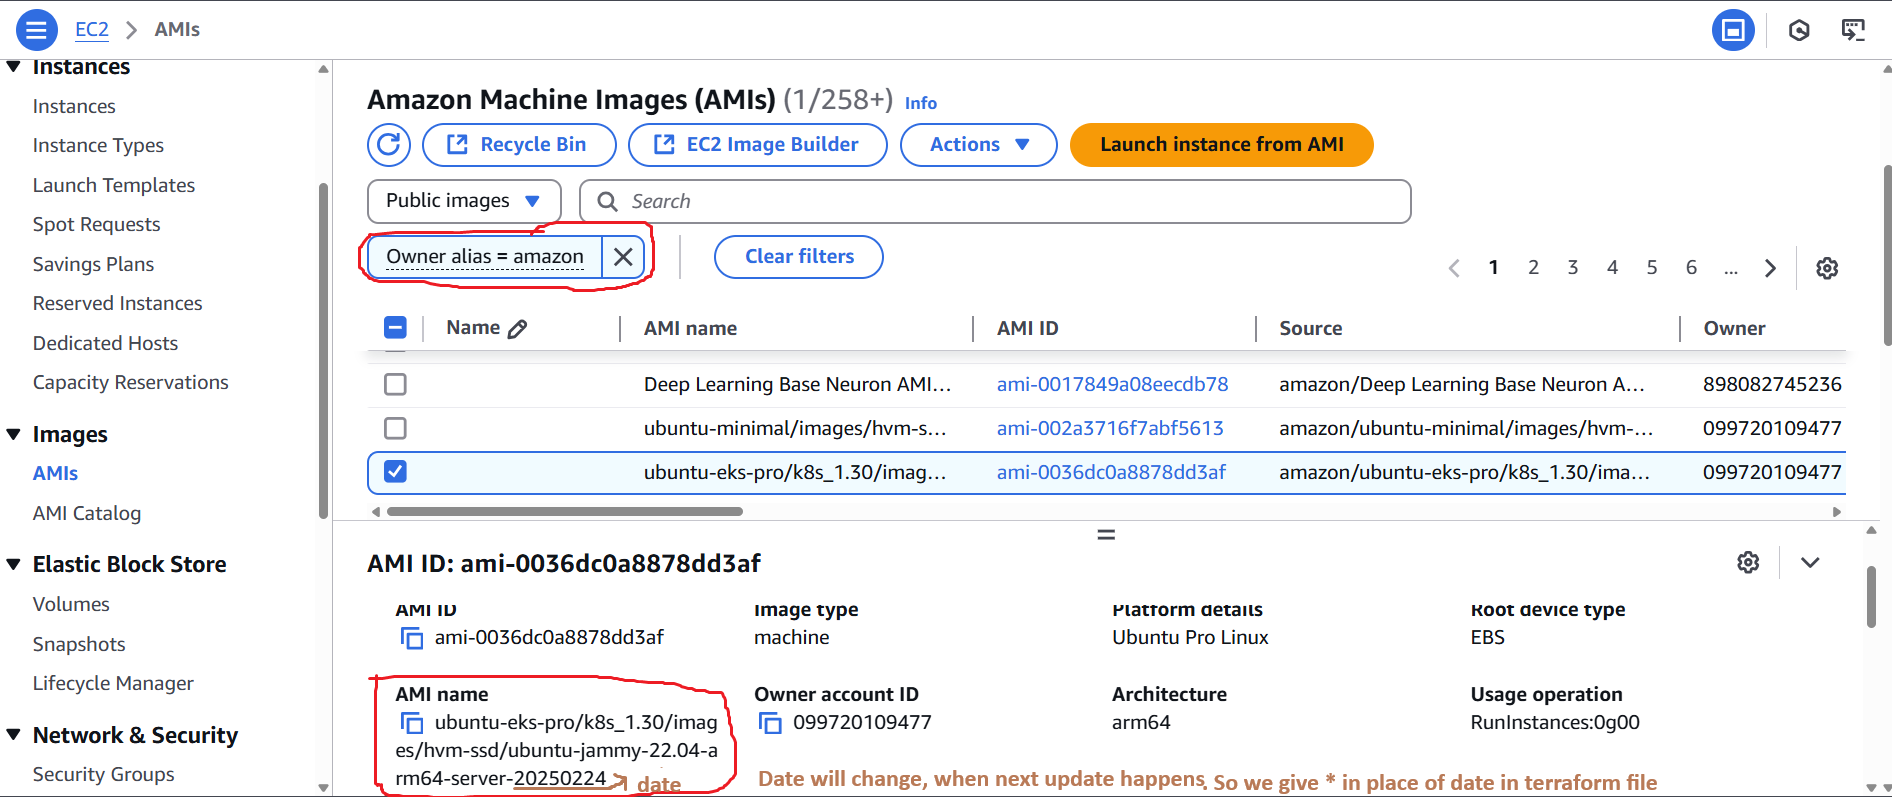 EC2 > AMIs
Instances
Instances
Instance Types
Launch Templates
Spot Requests
Savings Plans
Reserved Instances
Dedicated Hosts
Capacity Reservations
Images
AMIs
AMI Catalog
Elastic Block Store
Volumes
Snapshots
Lifecycle Manager
Network & Security
Security Groups
Amazon Machine Images (AMIs) (1/258+) Info
Recycle Bin EC2 Image Builder Actions Launch instance from AMI
Public images Search
Owner alias = amazon Clear filters
1 2 3 4 5 6 ...
Name AMI name AMI ID Source Owner
Deep Learning Base Neuron AMI... ami-0017849a08eecdb78 amazon/Deep Learning Base Neuron A... 898082745236
ubuntu-minimal/images/hvm-s... ami-002a3716f7abf5613 amazon/ubuntu-minimal/images/hvm-... 099720109477
ubuntu-eks-pro/k8s_1.30/imag... ami-0036dc0a8878dd3af amazon/ubuntu-eks-pro/k8s_1.30/ima... 099720109477
AMI ID: ami-0036dc0a8878dd3af
AMI ID Image type Platform details Root device type
ami-0036dc0a8878dd3af machine Ubuntu Pro Linux EBS
AMI name Owner account ID Architecture Usage operation
ubuntu-eks-pro/k8s_1.30/imag 099720109477 arm64 RunInstances:0g00
es/hvm-ssd/ubuntu-jammy-22.04-a
rm64-server-20250224 date Date will change, when next update happens. So we give * in place of date in terraform file